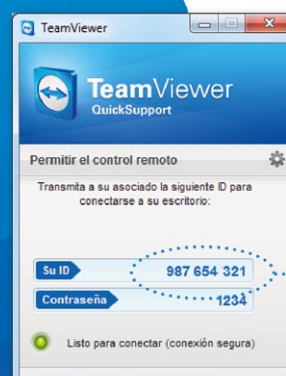 TeamViewer
TeamViewer
QuickSupport
Permitir el control remoto
Transmita a su asociado la siguiente ID para
conectarse a su escritorio:
Su ID 987 654 321
Contraseña 1234
Listo para conectar (conexión segura)